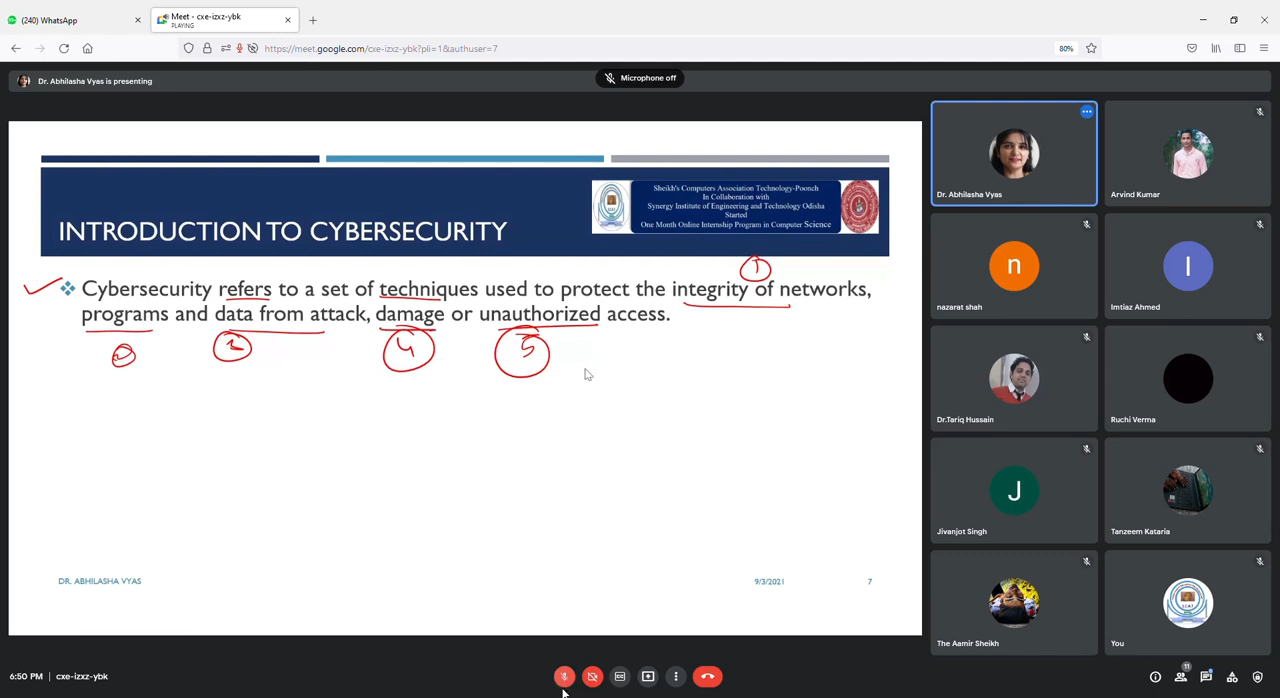 (240) WhatsApp
Meet - cxe-izxz-ybk
PLAYING
https://meet.google.com/cxe-izxz-ybk?pli=1&authuser=7
80%
Dr. Abhilasha Vyas is presenting
Microphone off
Sheikh's Computers Association Technology-Poonch
In Collaboration with
Synergy Institute of Engineering and Technology Odisha
Started
One Month Online Internship Program in Computer Science
INTRODUCTION TO CYBERSECURITY
1
Cybersecurity refers to a set of techniques used to protect the integrity of networks,
programs and data from attack, damage or unauthorized access.
2 4 5
DR. ABHILASHA VYAS
9/3/2021
7
Dr. Abhilasha Vyas
Arvind Kumar
n
nazarat shah
I
Imtiaz Ahmed
Dr.Tariq Hussain
Ruchi Verma
J
Jivanjot Singh
Tanzeem Kataria
The Aamir Sheikh
You
6:50 PM | cxe-izxz-ybk
11